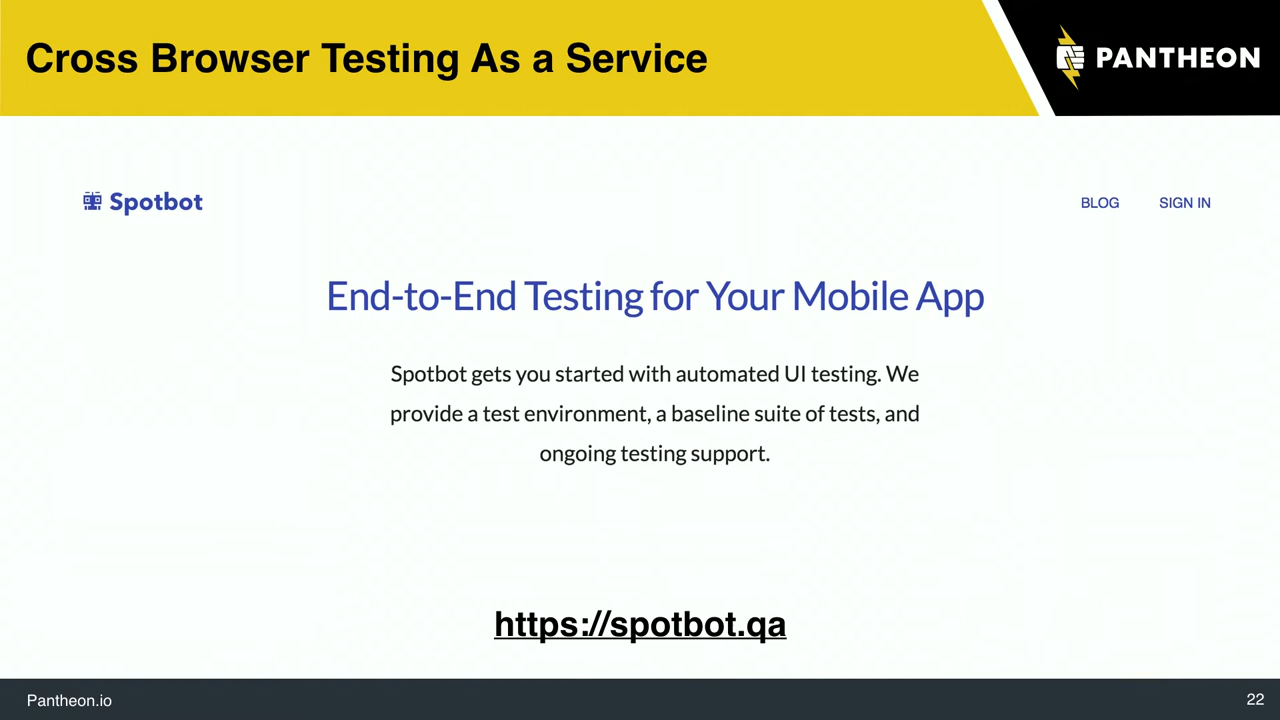 Cross Browser Testing As a Service
PANTHEON
Spotbot
BLOG SIGN IN
End-to-End Testing for Your Mobile App
Spotbot gets you started with automated UI testing. We
provide a test environment, a baseline suite of tests, and
ongoing testing support.
https://spotbot.qa
Pantheon.io
22